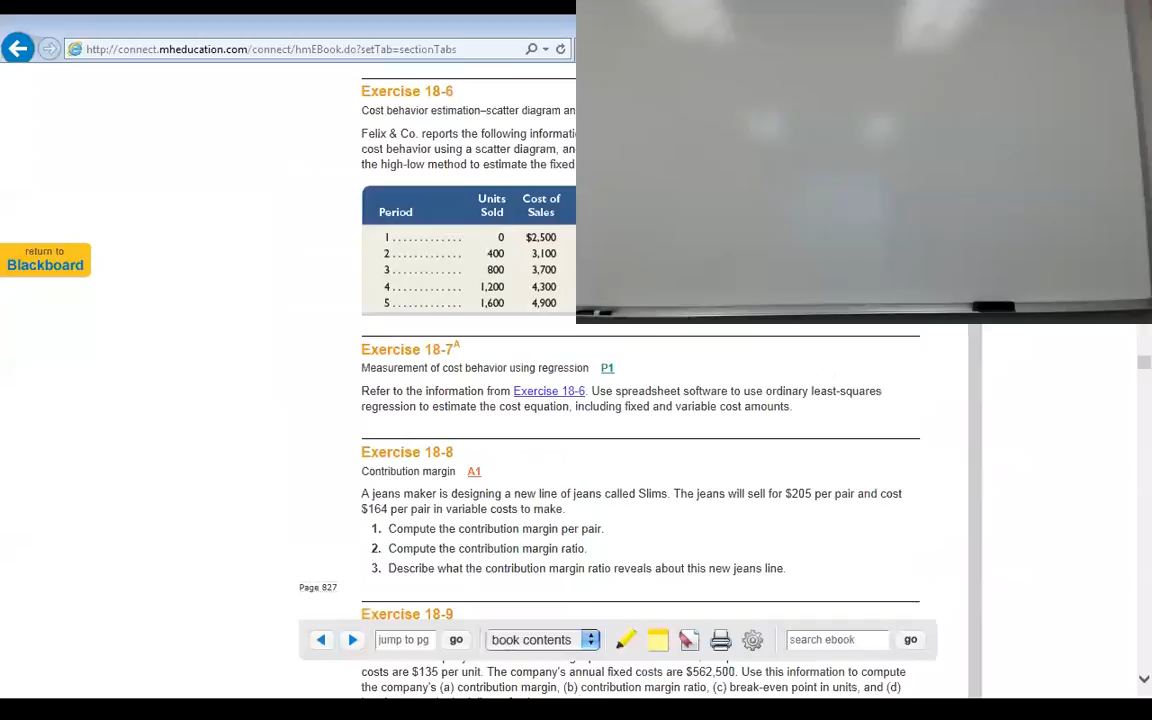 http://connect.mheducation.com/connect/hmEBook.do?setTab=sectionTabs
Exercise 18-6
Cost behavior estimation–scatter diagram an
Felix & Co. reports the following informati
cost behavior using a scatter diagram, an
the high-low method to estimate the fixed
Period Units Sold Cost of Sales
1 . . . . . . . . . . . . . 0 $2,500
2 . . . . . . . . . . . . . 400 3,100
3 . . . . . . . . . . . . . 800 3,700
4 . . . . . . . . . . . . . 1,200 4,300
5 . . . . . . . . . . . . . 1,600 4,900
return to
Blackboard
Exercise 18-7A
Measurement of cost behavior using regression P1
Refer to the information from Exercise 18-6. Use spreadsheet software to use ordinary least-squares
regression to estimate the cost equation, including fixed and variable cost amounts.
Exercise 18-8
Contribution margin A1
A jeans maker is designing a new line of jeans called Slims. The jeans will sell for $205 per pair and cost
$164 per pair in variable costs to make.
1. Compute the contribution margin per pair.
2. Compute the contribution margin ratio.
3. Describe what the contribution margin ratio reveals about this new jeans line.
Page 827
Exercise 18-9
jump to pg go book contents search ebook go
costs are $135 per unit. The company's annual fixed costs are $562,500. Use this information to compute
the company's (a) contribution margin, (b) contribution margin ratio, (c) break-even point in units, and (d)